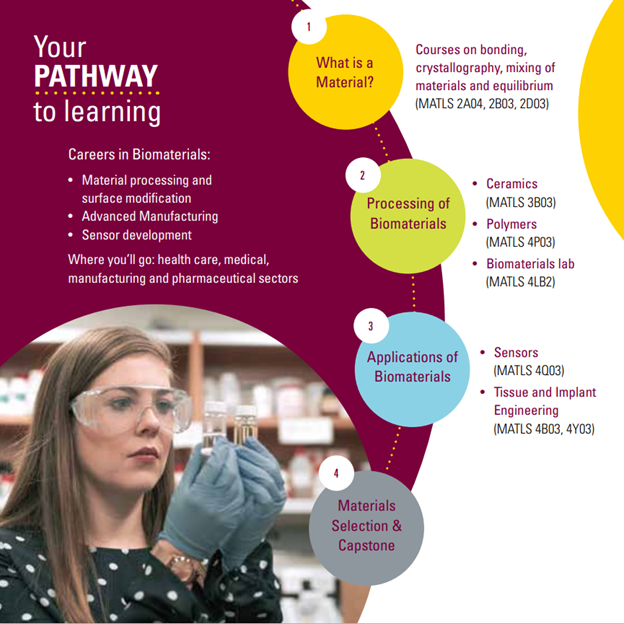 Your
PATHWAY
to learning
Careers in Biomaterials:
• Material processing and
surface modification
• Advanced Manufacturing
• Sensor development
Where you’ll go: health care, medical,
manufacturing and pharmaceutical sectors
1
What is a
Material?
Courses on bonding,
crystallography, mixing of
materials and equilibrium
(MATLS 2A04, 2B03, 2D03)
2
Processing of
Biomaterials
• Ceramics
(MATLS 3B03)
• Polymers
(MATLS 4P03)
• Biomaterials lab
(MATLS 4LB2)
3
Applications of
Biomaterials
• Sensors
(MATLS 4Q03)
• Tissue and Implant
Engineering
(MATLS 4B03, 4Y03)
4
Materials
Selection &
Capstone